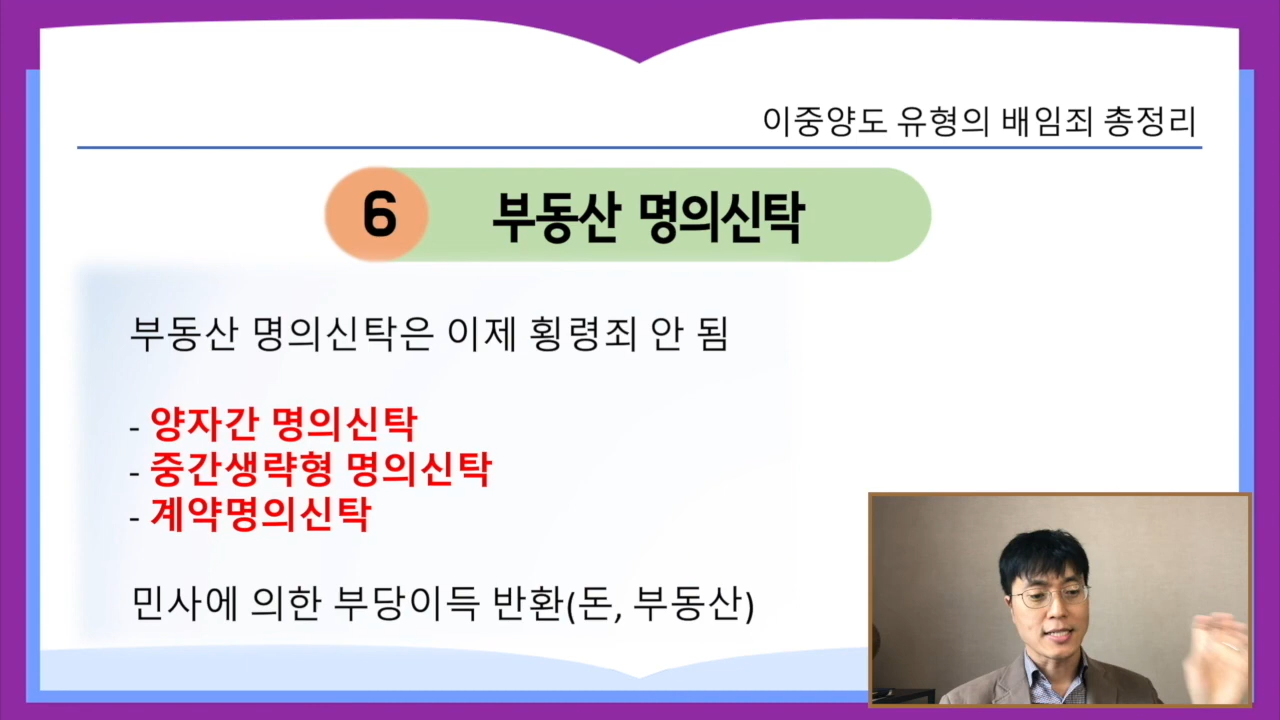 이중양도 유형의 배임죄 총정리
6 부동산 명의신탁
부동산 명의신탁은 이제 횡령죄 안 됨
- 양자간 명의신탁
- 중간생략형 명의신탁
- 계약명의신탁
민사에 의한 부당이득 반환(돈, 부동산)